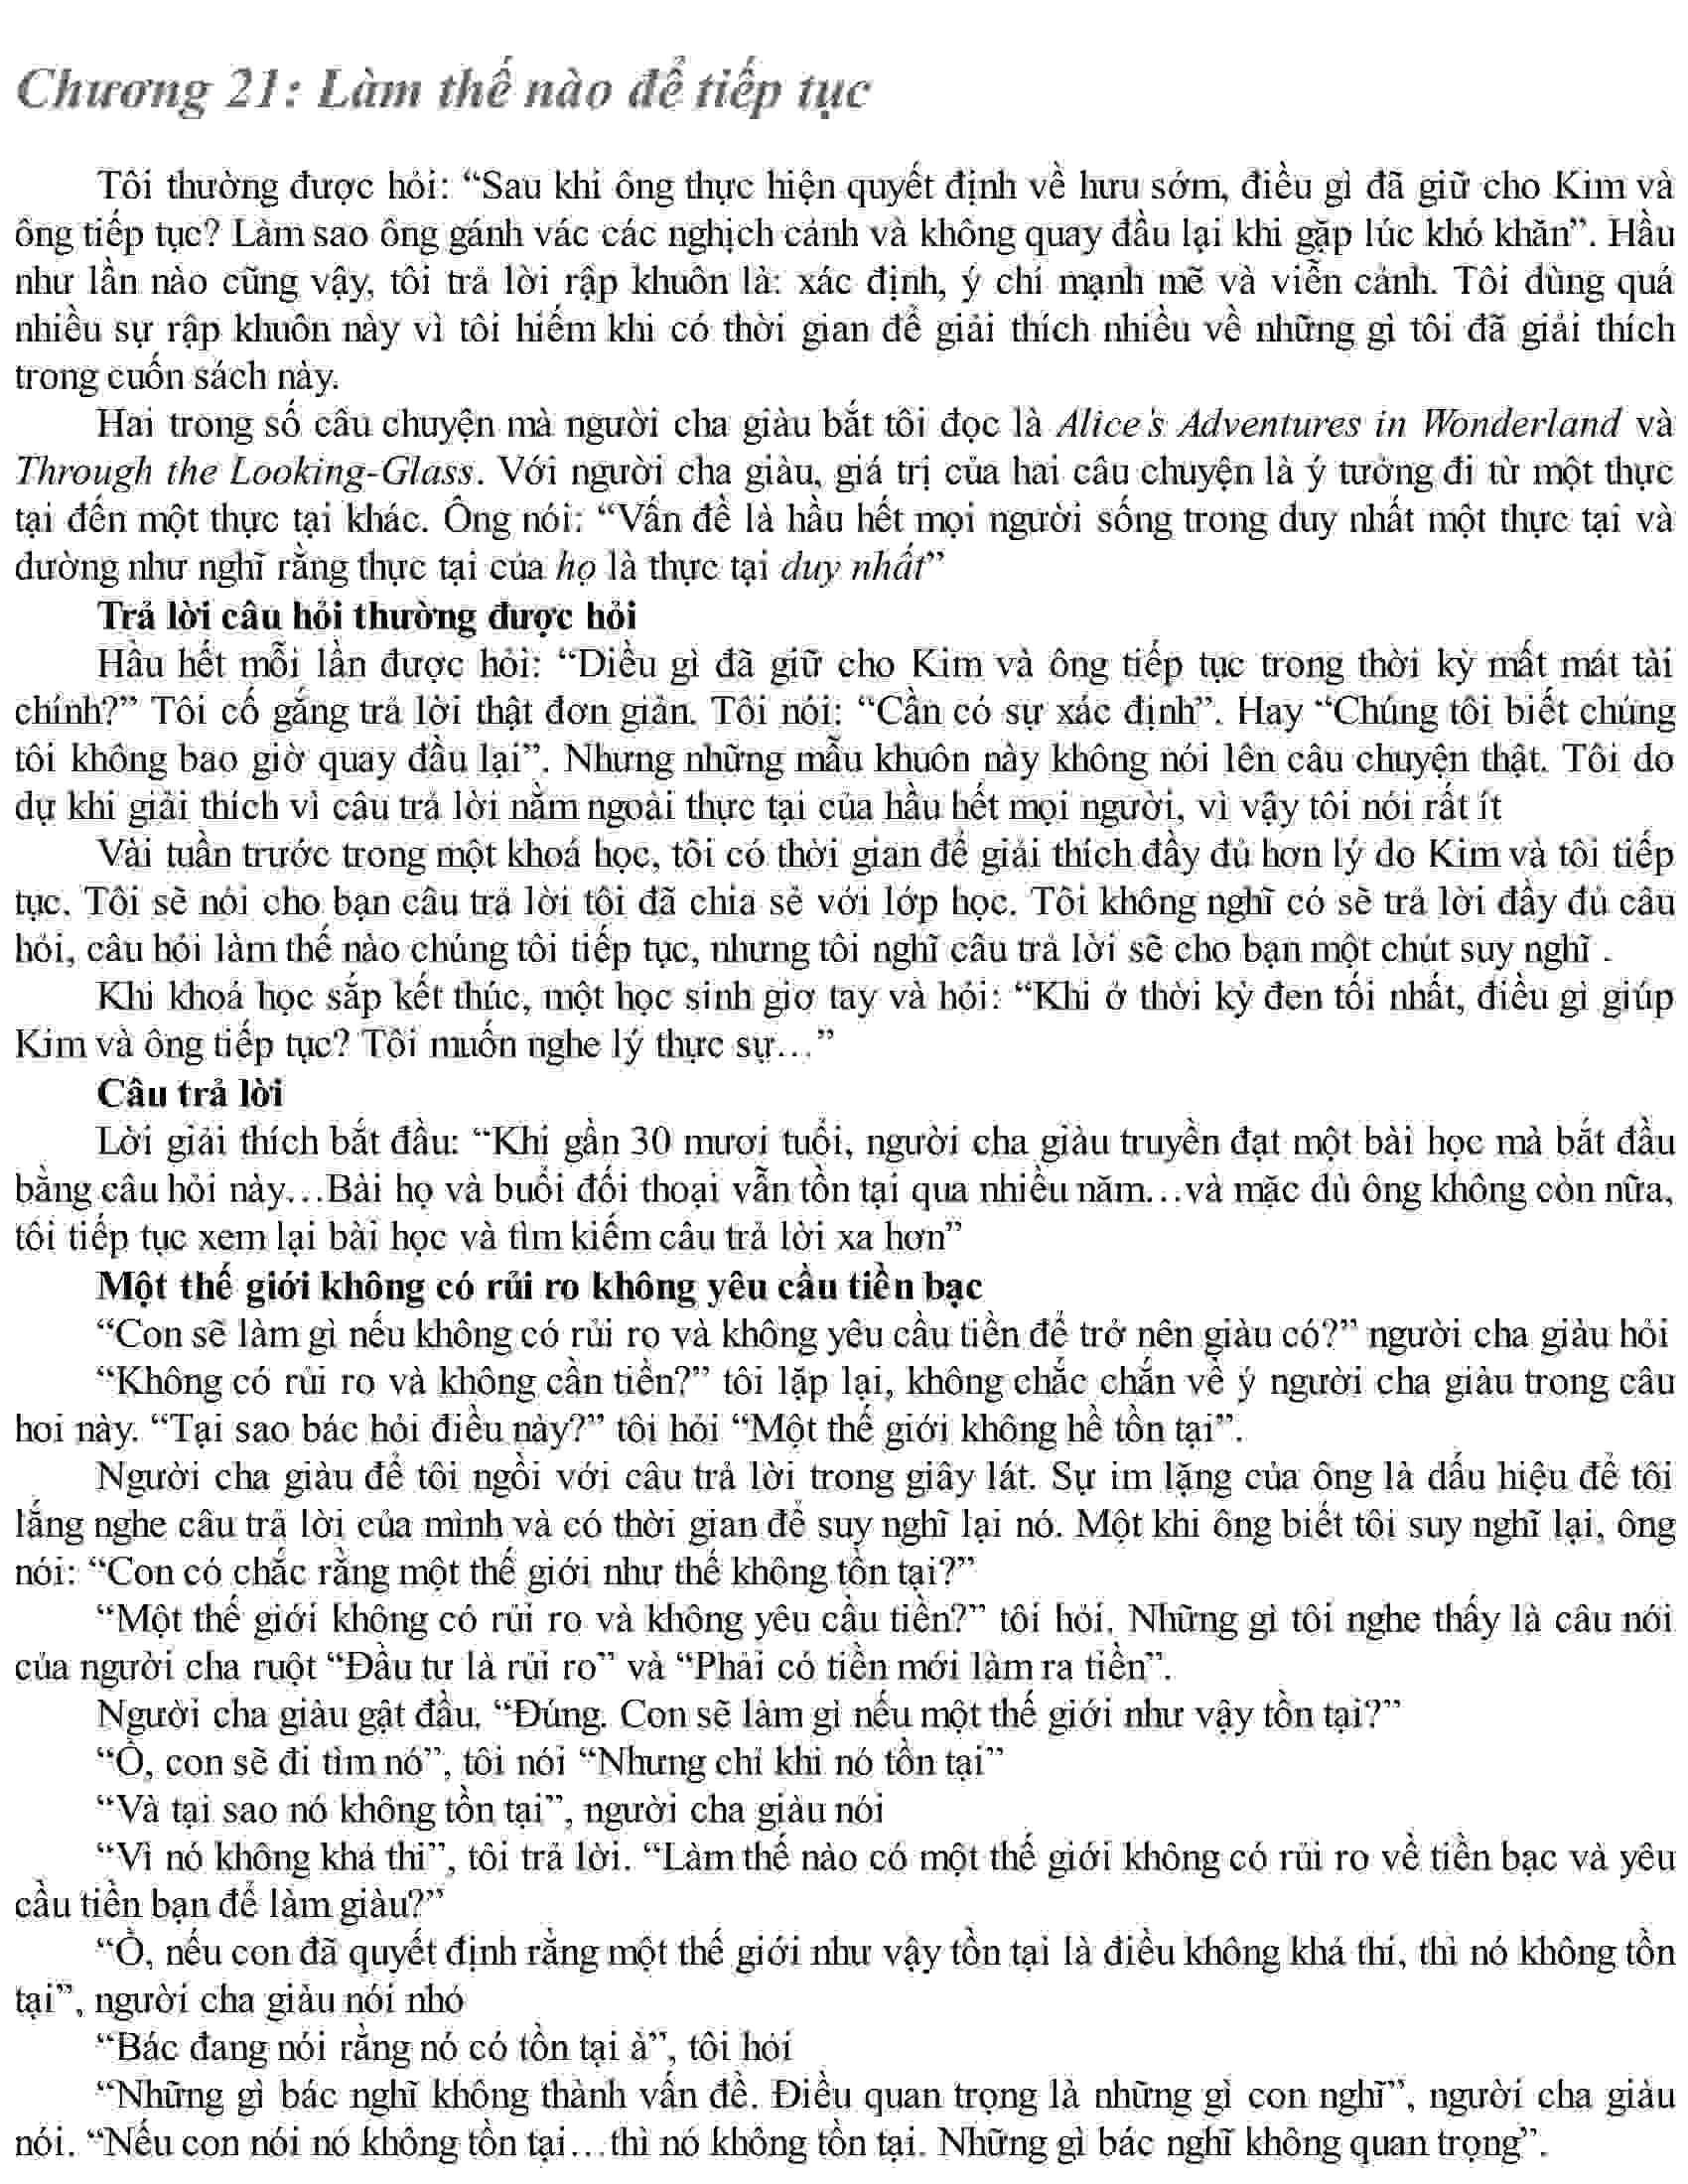 Chương 21: Làm thế nào để tiếp tục
Tôi thường được hỏi: “Sau khi ông thực hiện quyết định về hưu sớm, điều gì đã giữ cho Kim và
ông tiếp tục? Làm sao ông gánh vác các nghịch cảnh và không quay đầu lại khi gặp lúc khó khăn”. Hầu
như lần nào cũng vậy, tôi trả lời rập khuôn là: xác định, ý chí mạnh mẽ và viễn cảnh. Tôi dùng quá
nhiều sự rập khuôn này vì tôi hiếm khi có thời gian để giải thích nhiều về những gì tôi đã giải thích
trong cuốn sách này.
Hai trong số câu chuyện mà người cha giàu bắt tôi đọc là Alice's Adventures in Wonderland và
Through the Looking-Glass. Với người cha giàu, giá trị của hai câu chuyện là ý tưởng đi từ một thực
tại đến một thực tại khác. Ông nói: “Vấn đề là hầu hết mọi người sống trong duy nhất một thực tại và
dường như nghĩ rằng thực tại của họ là thực tại duy nhất”
Trả lời câu hỏi thường được hỏi
Hầu hết mỗi lần được hỏi: “Diều gì đã giữ cho Kim và ông tiếp tục trong thời kỳ mất mát tài
chính?” Tôi cố gắng trả lời thật đơn giản. Tôi nói: “Cần có sự xác định”. Hay “Chúng tôi biết chúng
tôi không bao giờ quay đầu lại”. Nhưng những mẫu khuôn này không nói lên câu chuyện thật. Tôi do
dự khi giải thích vì câu trả lời nằm ngoài thực tại của hầu hết mọi người, vì vậy tôi nói rất ít
Vài tuần trước trong một khoá học, tôi có thời gian để giải thích đầy đủ hơn lý do Kim và tôi tiếp
tục. Tôi sẽ nói cho bạn câu trả lời tôi đã chia sẻ với lớp học. Tôi không nghĩ có sẽ trả lời đầy đủ câu
hỏi, câu hỏi làm thế nào chúng tôi tiếp tục, nhưng tôi nghĩ câu trả lời sẽ cho bạn một chút suy nghĩ .
Khi khoá học sắp kết thúc, một học sinh giơ tay và hỏi: “Khi ở thời kỳ đen tối nhất, điều gì giúp
Kim và ông tiếp tục? Tôi muốn nghe lý thực sự…”
Câu trả lời
Lời giải thích bắt đầu: “Khi gần 30 mươi tuổi, người cha giàu truyền đạt một bài học mà bắt đầu
bằng câu hỏi này…Bài họ và buổi đối thoại vẫn tồn tại qua nhiều năm…và mặc dù ông không còn nữa,
tôi tiếp tục xem lại bài học và tìm kiếm câu trả lời xa hơn”
Một thế giới không có rủi ro không yêu cầu tiền bạc
“Con sẽ làm gì nếu không có rủi ro và không yêu cầu tiền để trở nên giàu có?” người cha giàu hỏi
“Không có rủi ro và không cần tiền?” tôi lặp lại, không chắc chắn về ý người cha giàu trong câu
hoi này. “Tại sao bác hỏi điều này?” tôi hỏi “Một thế giới không hề tồn tại”.
Người cha giàu để tôi ngồi với câu trả lời trong giây lát. Sự im lặng của ông là dấu hiệu để tôi
lắng nghe câu trả lời của mình và có thời gian để suy nghĩ lại nó. Một khi ông biết tôi suy nghĩ lại, ông
nói: “Con có chắc rằng một thế giới như thế không tồn tại?”
“Một thế giới không có rủi ro và không yêu cầu tiền?” tôi hỏi. Những gì tôi nghe thấy là câu nói
của người cha ruột “Đầu tư là rủi ro” và “Phải có tiền mới làm ra tiền”.
Người cha giàu gật đầu. “Đúng. Con sẽ làm gì nếu một thế giới như vậy tồn tại?”
“Ồ, con sẽ đi tìm nó”, tôi nói “Nhưng chỉ khi nó tồn tại”
“Và tại sao nó không tồn tại”, người cha giàu nói
“Vì nó không khả thi”, tôi trả lời. “Làm thế nào có một thế giới không có rủi ro về tiền bạc và yêu
cầu tiền bạn để làm giàu?”
“Ồ, nếu con đã quyết định rằng một thế giới như vậy tồn tại là điều không khả thi, thì nó không tồn
tại”, người cha giàu nói nhỏ
“Bác đang nói rằng nó có tồn tại à”, tôi hỏi
“Những gì bác nghĩ không thành vấn đề. Điều quan trọng là những gì con nghĩ”, người cha giàu
nói. “Nếu con nói nó không tồn tại…thì nó không tồn tại. Những gì bác nghĩ không quan trọng”.